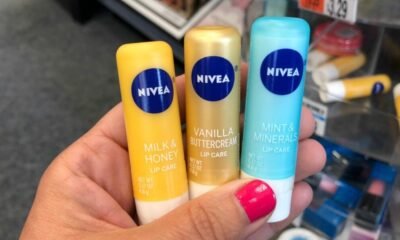 3.29
NIVEA
MILK &
HONEY
LIP CARE
NIVEA
VANILLA
BUTTERCREAM
LIP CARE
NIVEA
MINT &
MINERALS
LIP CARE